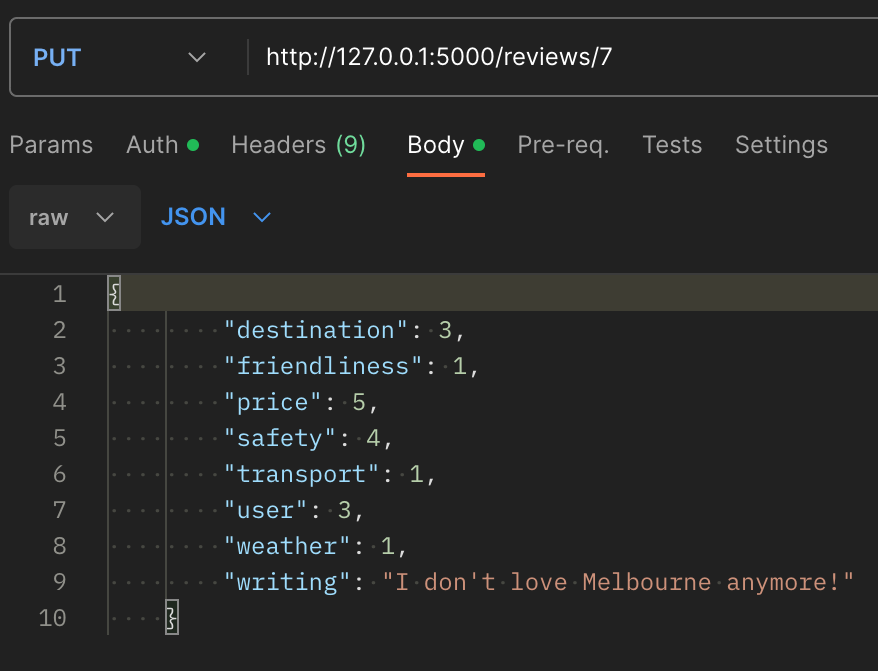 PUT http://127.0.0.1:5000/reviews/7
Params Auth Headers (9) Body Pre-req. Tests Settings
raw JSON
1 {
2 "destination": 3,
3 "friendliness": 1,
4 "price": 5,
5 "safety": 4,
6 "transport": 1,
7 "user": 3,
8 "weather": 1,
9 "writing": "I don't love Melbourne anymore!"
10 }